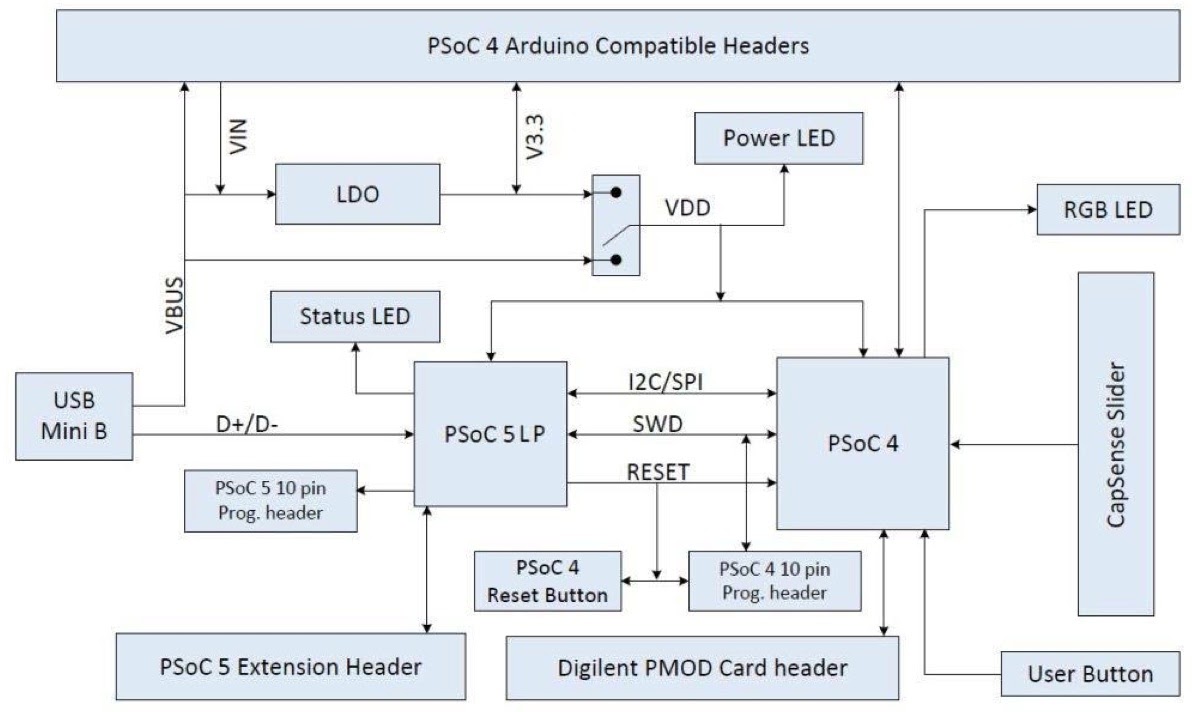 PSoC 4 Arduino Compatible Headers
VIN
V3.3
Power LED
LDO
VDD
RGB LED
VBUS
Status LED
USB
Mini B
D+/D-
PSoC 5 LP
I2C/SPI
SWD
RESET
PSoC 4
CapSense Slider
PSoC 5 10 pin
Prog. header
PSoC 4
Reset Button
PSoC 4 10 pin
Prog. header
PSoC 5 Extension Header
Digilent PMOD Card header
User Button